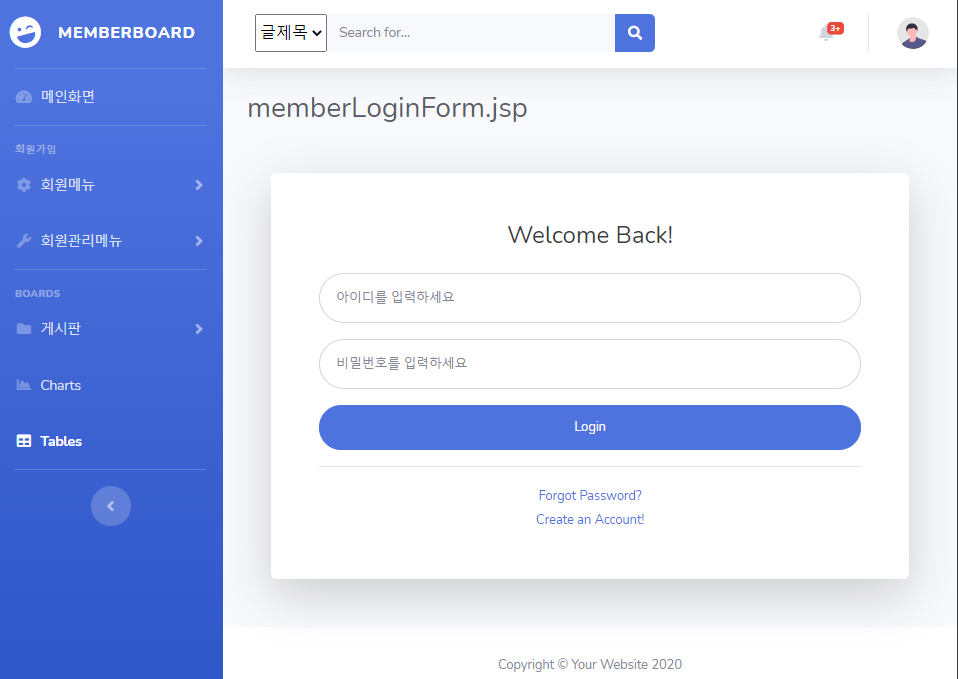 MEMBERBOARD
메인화면
회원가입
회원메뉴
회원관리메뉴
BOARDS
게시판
Charts
Tables
글제목 Search for...
3+
memberLoginForm.jsp
Welcome Back!
아이디를 입력하세요
비밀번호를 입력하세요
Login
Forgot Password?
Create an Account!
Copyright © Your Website 2020